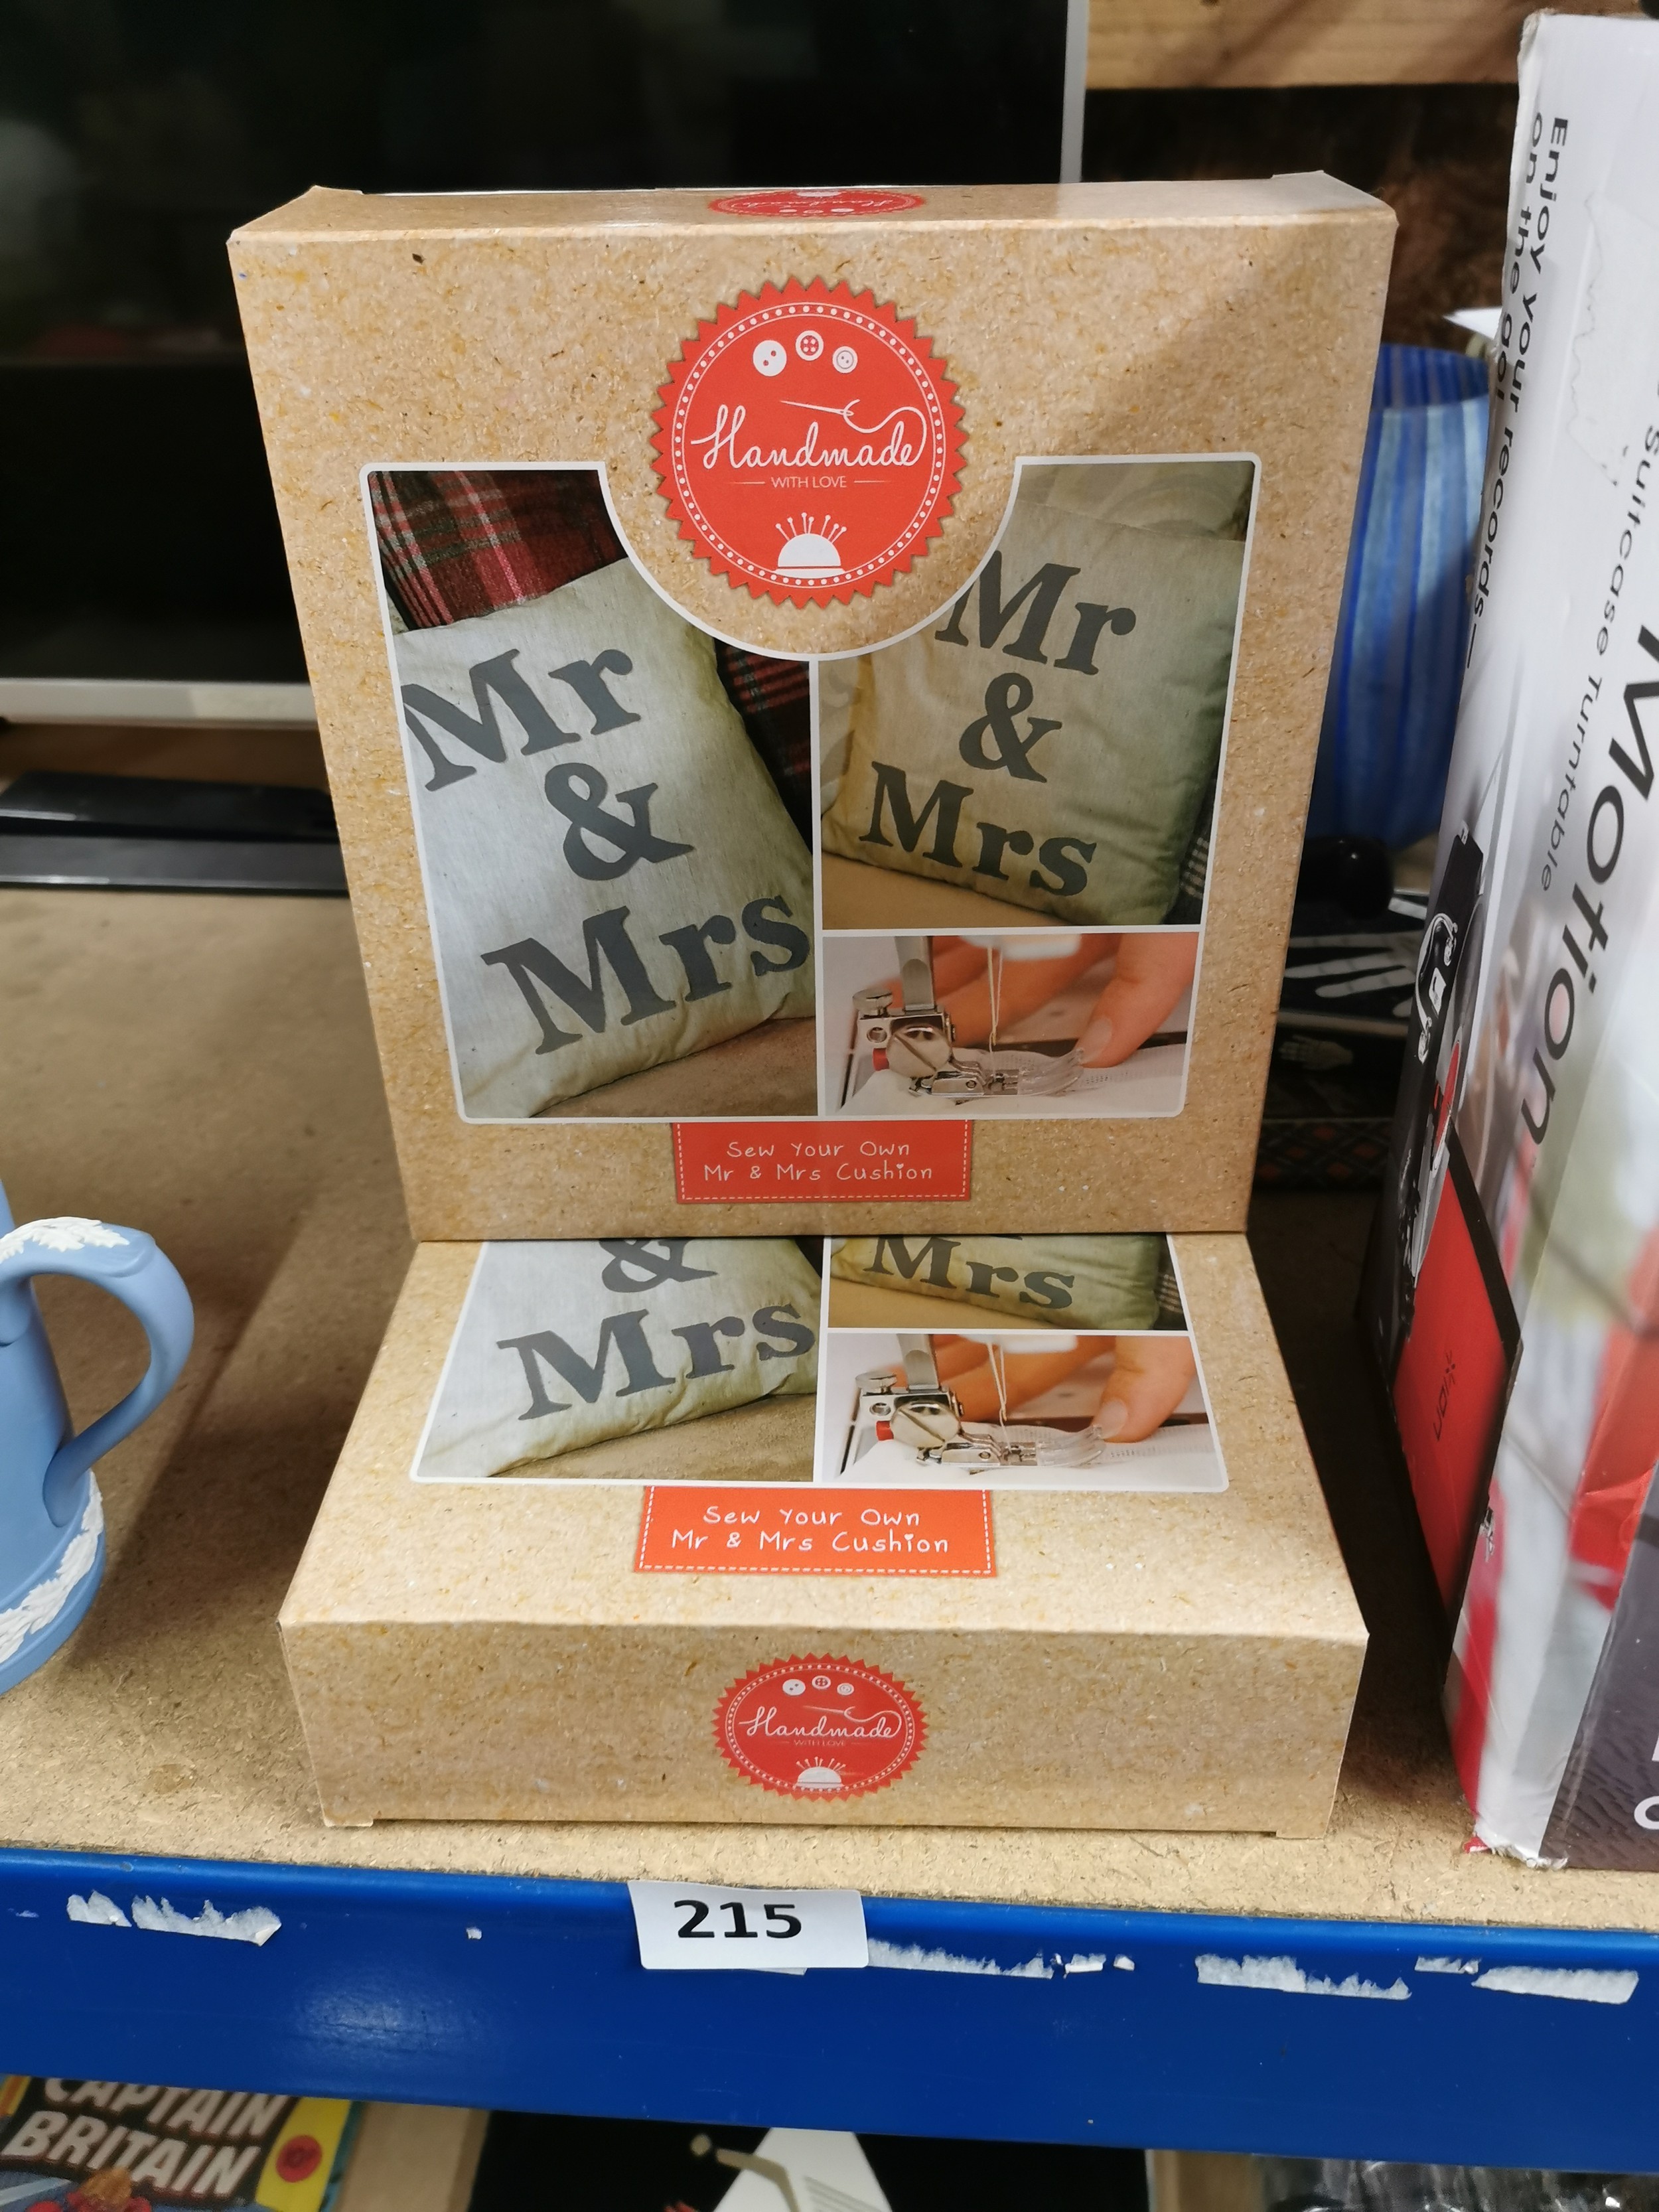 Handmade
WITH LOVE
Mr
&
Mrs
Mr
&
Mrs
Sew Your Own
Mr & Mrs Cushion
&
Mrs
Mrs
Sew Your Own
Mr & Mrs Cushion
Handmade
WITH LOVE
215
Enjoy your records
on the go!
suitcase Turntable
Motion
ion
CAPTAIN
BRITAIN